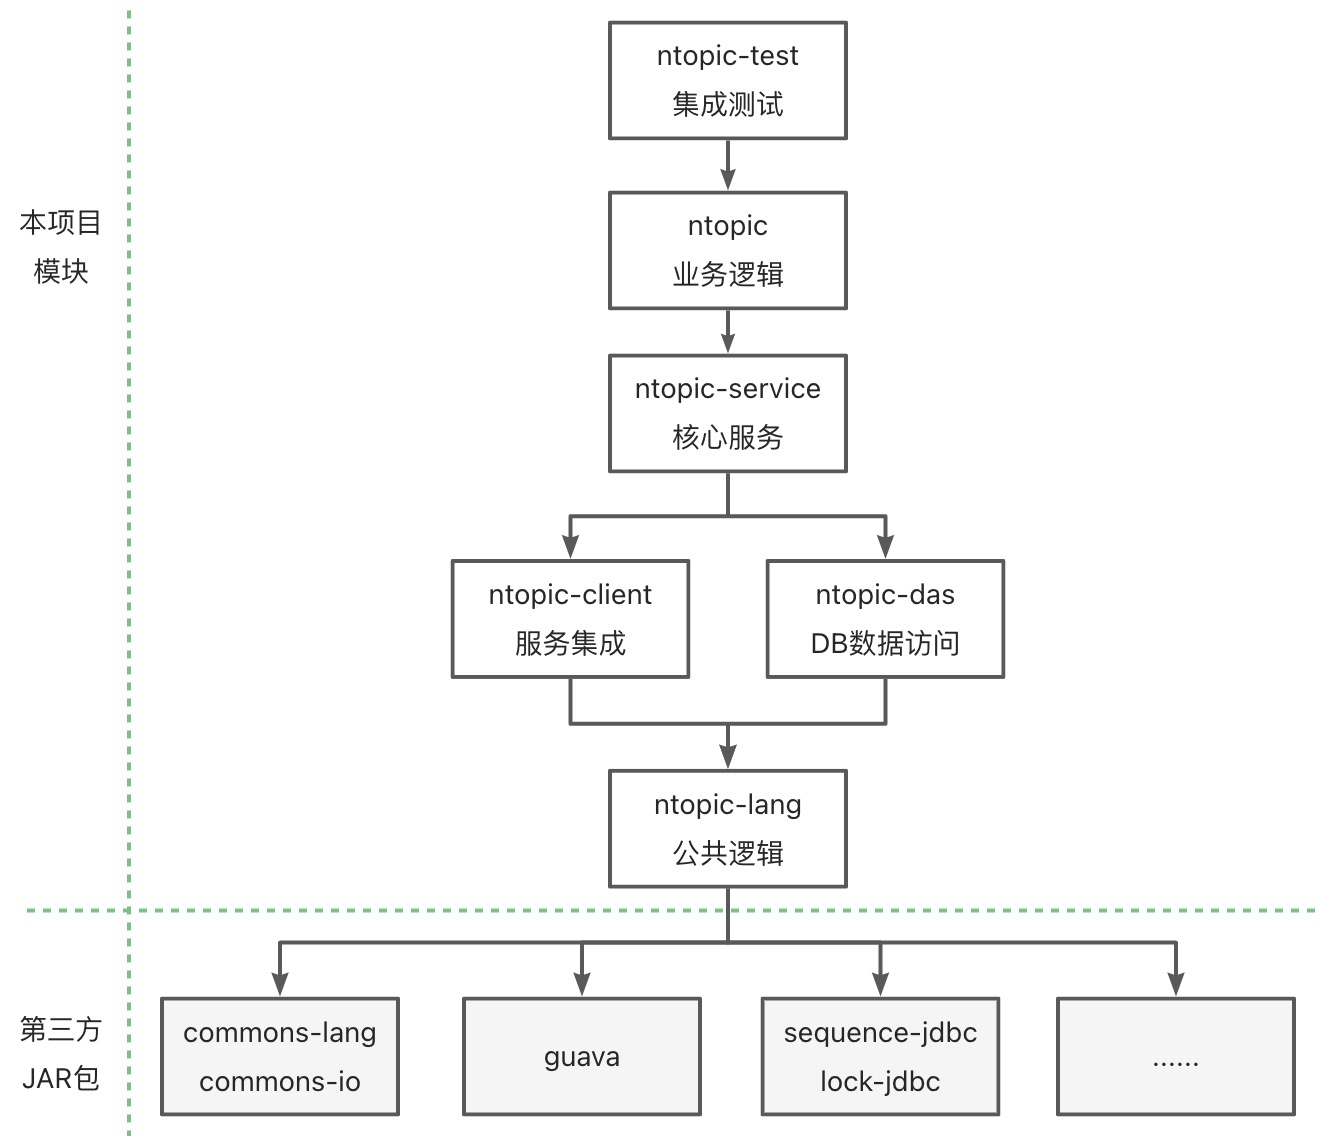 ntopic-test
集成测试
本项目
模块
ntopic
业务逻辑
ntopic-service
核心服务
ntopic-client
服务集成
ntopic-das
DB数据访问
ntopic-lang
公共逻辑
第三方
JAR包
commons-lang
commons-io
guava
sequence-jdbc
lock-jdbc
......